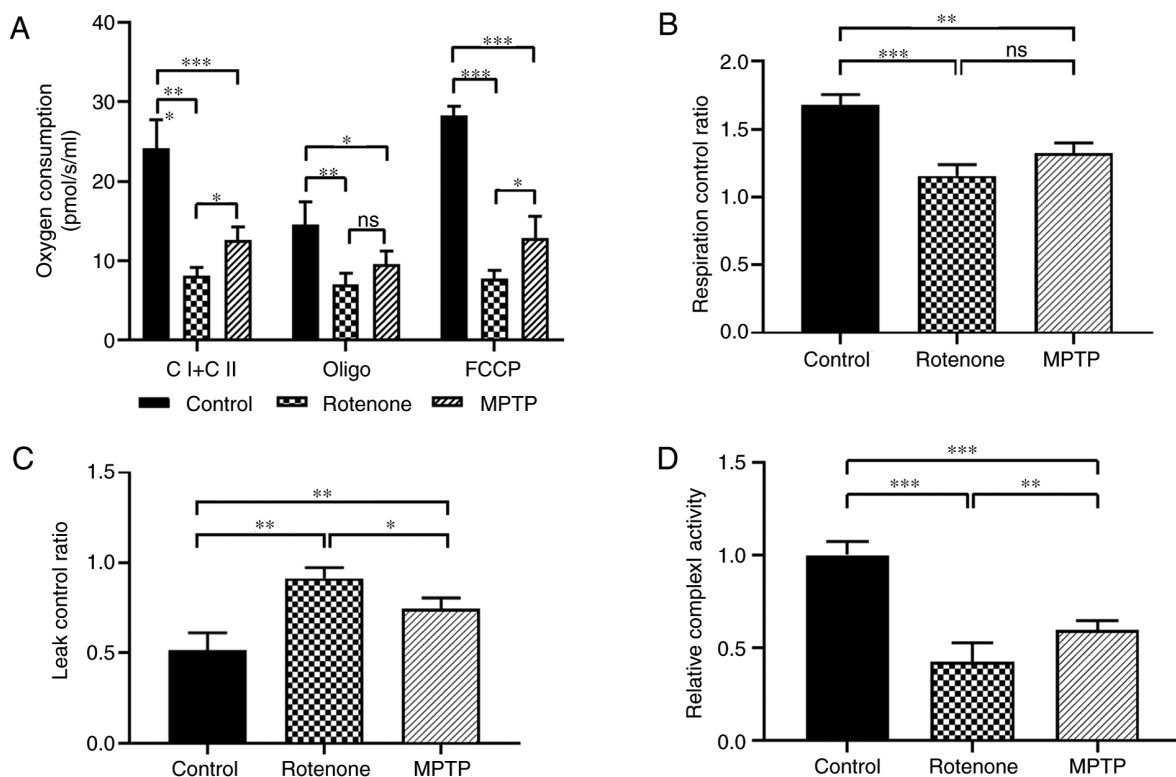 A
Oxygen consumption
(pmol/s/ml)
40
30
20
10
0
***
**
*
*
*
**
ns
***
***
*
C I+C II Oligo FCCP
Control Rotenone MPTP
B
Respiration control ratio
2.0
1.5
1.0
0.5
0.0
**
***
ns
Control Rotenone MPTP
C
Leak control ratio
1.5
1.0
0.5
0.0
**
**
*
Control Rotenone MPTP
D
Relative complexI activity
1.5
1.0
0.5
0.0
***
***
**
Control Rotenone MPTP